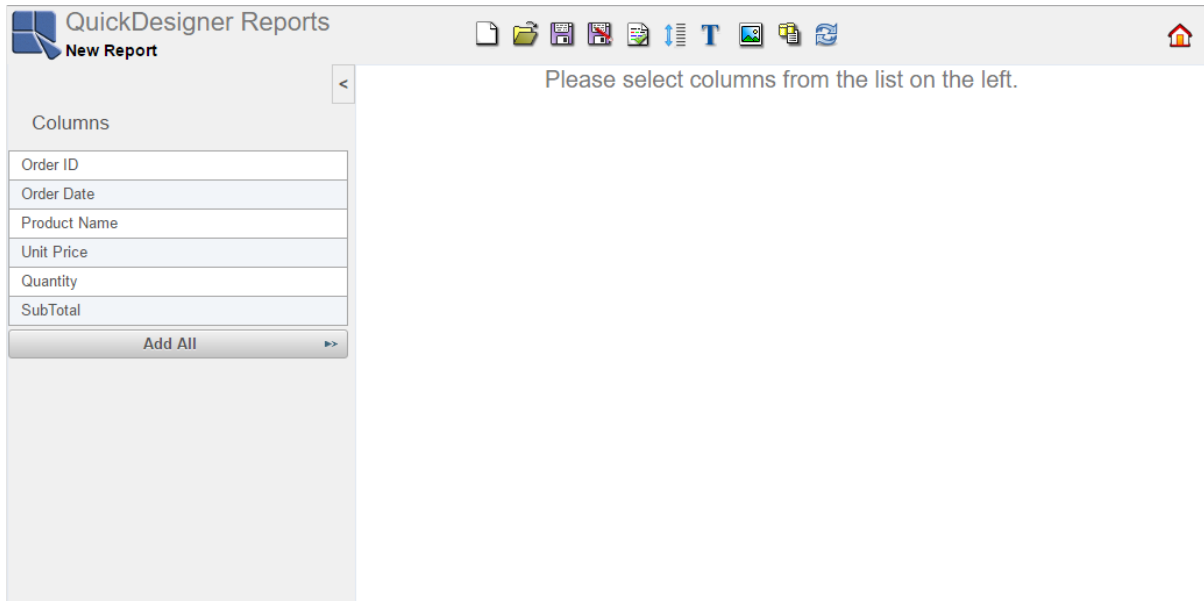 QuickDesigner Reports
New Report
T
<
Please select columns from the list on the left.
Columns
Order ID
Order Date
Product Name
Unit Price
Quantity
SubTotal
Add All